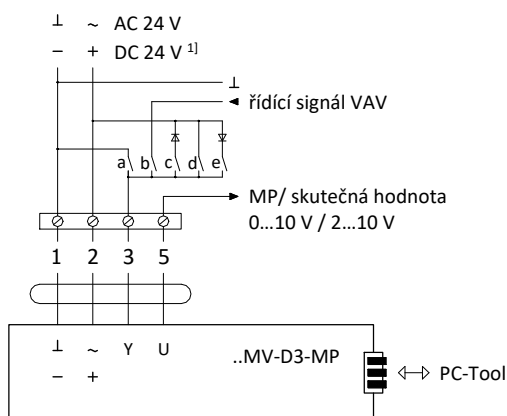 ⊥ ~ AC 24 V
− + DC 24 V 1]
⊥
řídící signál VAV
a b c d e
MP/ skutečná hodnota
0...10 V / 2...10 V
1 2 3 5
⊥ ~ Y U
− +
..MV-D3-MP
PC-Tool